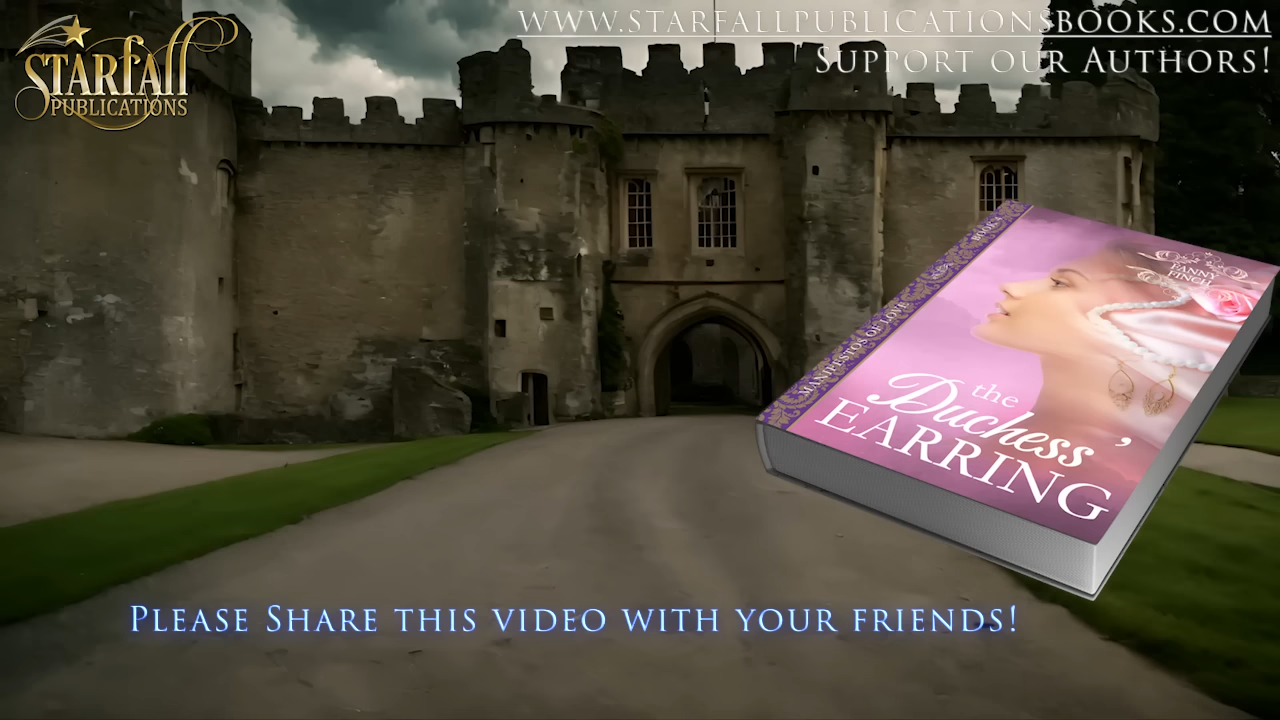 STARfAll
PUBLICATIONS
WWW.STARFALLPUBLICATIONSBOOKS.COM
SUPPORT OUR AUTHORS!
MANIFESTOS OF LOVE
FANNY
FINCH
the
Duchess'
EARRING
PLEASE SHARE THIS VIDEO WITH YOUR FRIENDS!